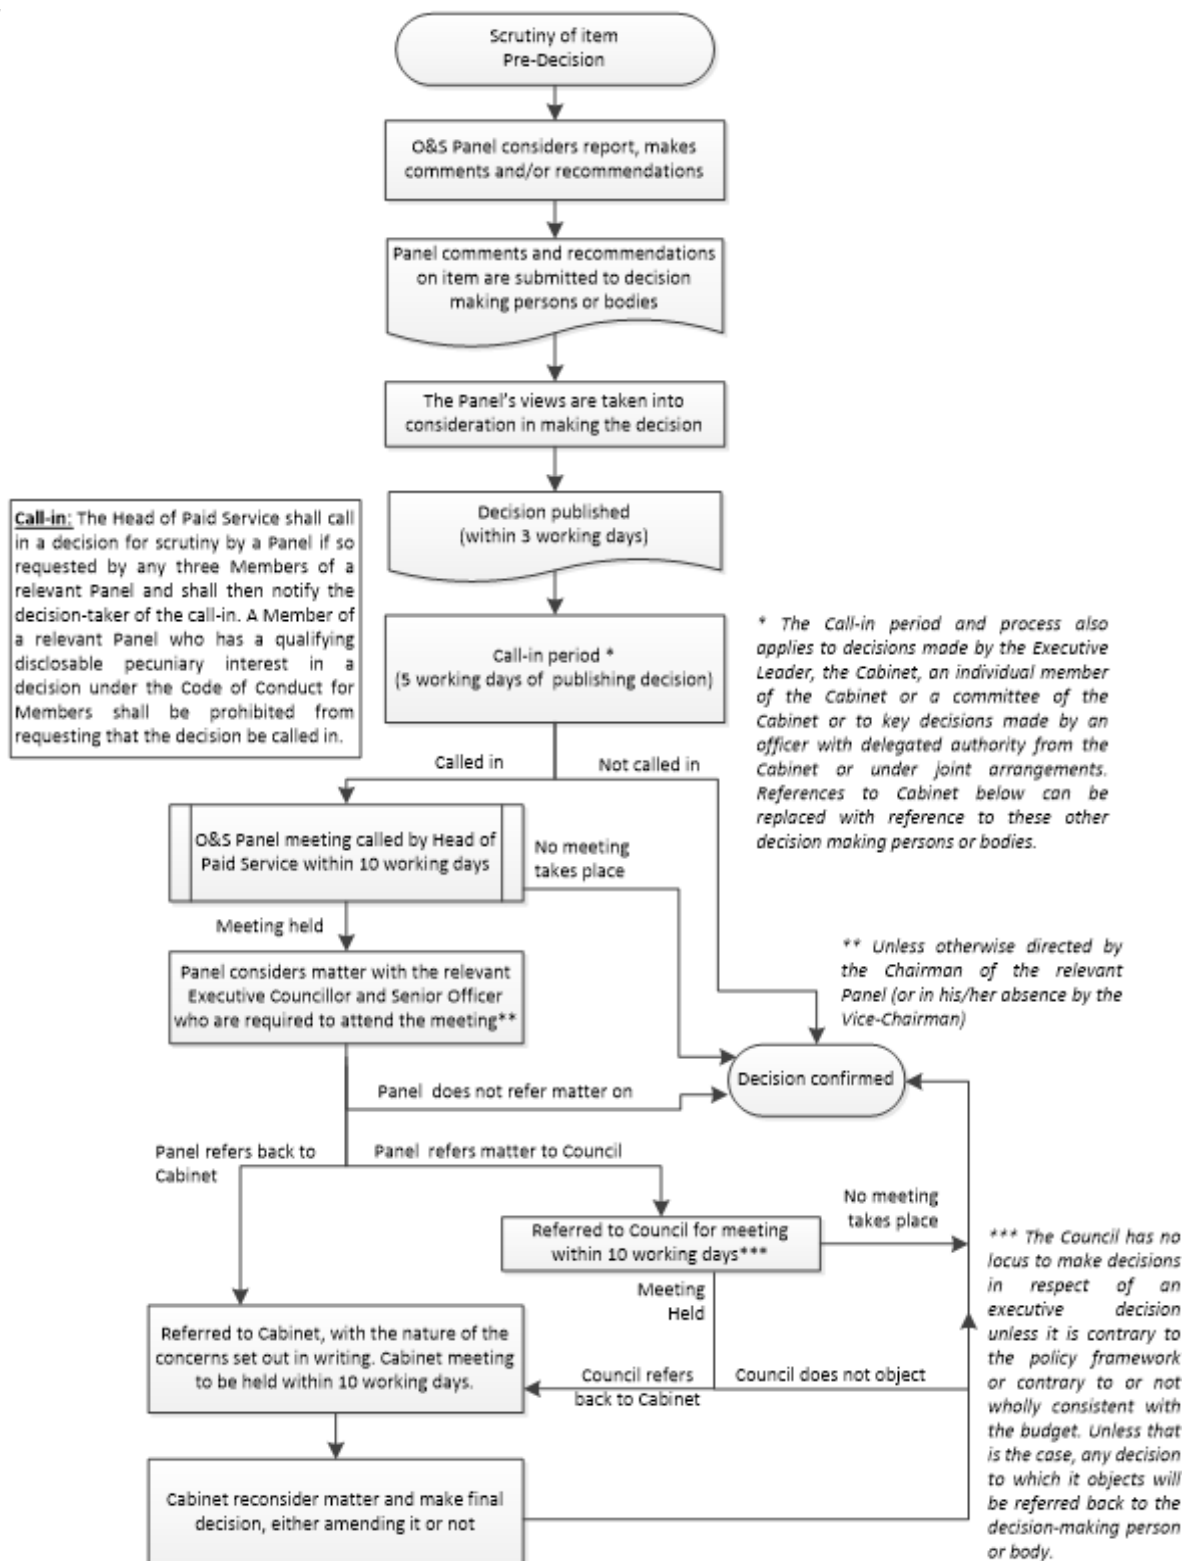 Scrutiny of item
Pre-Decision
O&S Panel considers report, makes
comments and/or recommendations
Panel comments and recommendations
on item are submitted to decision
making persons or bodies
The Panel's views are taken into
consideration in making the decision
Decision published
(within 3 working days)
Call-in: The Head of Paid Service shall call
in a decision for scrutiny by a Panel if so
requested by any three Members of a
relevant Panel and shall then notify the
decision-taker of the call-in. A Member of
a relevant Panel who has a qualifying
disclosable pecuniary interest in a
decision under the Code of Conduct for
Members shall be prohibited from
requesting that the decision be called in.
Call-in period *
(5 working days of publishing decision)
* The Call-in period and process also
applies to decisions made by the Executive
Leader, the Cabinet, an individual member
of the Cabinet or a committee of the
Cabinet or to key decisions made by an
officer with delegated authority from the
Cabinet or under joint arrangements.
References to Cabinet below can be
replaced with reference to these other
decision making persons or bodies.
Called in
Not called in
O&S Panel meeting called by Head of
Paid Service within 10 working days
No meeting
takes place
Meeting held
Panel considers matter with the relevant
Executive Councillor and Senior Officer
who are required to attend the meeting**
** Unless otherwise directed by
the Chairman of the relevant
Panel (or in his/her absence by the
Vice-Chairman)
Decision confirmed
Panel does not refer matter on
Panel refers back to
Cabinet
Panel refers matter to Council
Referred to Council for meeting
within 10 working days***
No meeting
takes place
Meeting
Held
*** The Council has no
locus to make decisions
in respect of an
executive decision
unless it is contrary to
the policy framework
or contrary to or not
wholly consistent with
the budget. Unless that
is the case, any decision
to which it objects will
be referred back to the
decision-making person
or body.
Referred to Cabinet, with the nature of the
concerns set out in writing. Cabinet meeting
to be held within 10 working days.
Council refers
back to Cabinet
Council does not object
Cabinet reconsider matter and make final
decision, either amending it or not